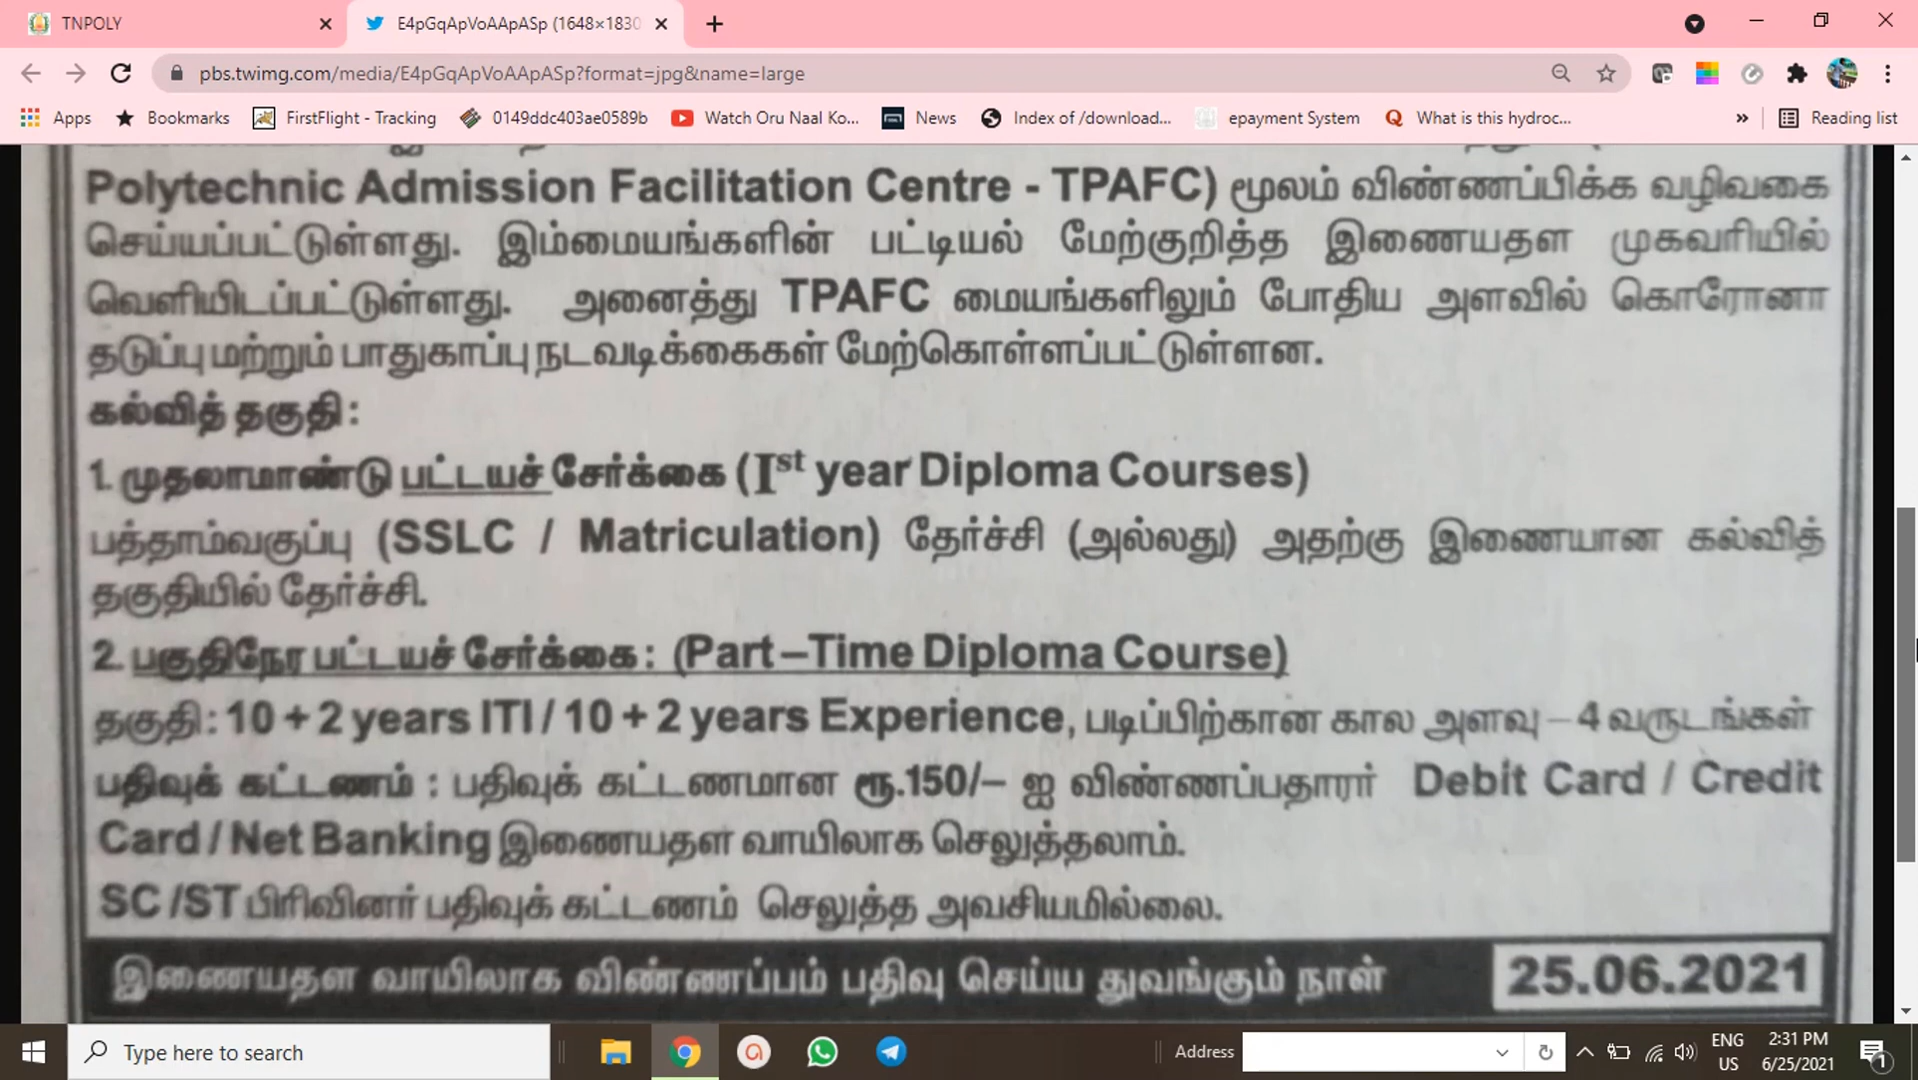 TNPOLY
E4pGqApVoAApASp (1648×1830
pbs.twimg.com/media/E4pGqApVoAApASp?format=jpg&name=large
Apps
Bookmarks
FirstFlight - Tracking
0149ddc403ae0589b
Watch Oru Naal Ko...
News
Index of /download...
epayment System
What is this hydroc...
»
Reading list
Polytechnic Admission Facilitation Centre - TPAFC) மூலம் விண்ணப்பிக்க வழிவகை
செய்யப்பட்டுள்ளது. இம்மையங்களின் பட்டியல் மேற்குறித்த இணையதள முகவரியில்
வெளியிடப்பட்டுள்ளது. அனைத்து TPAFC மையங்களிலும் போதிய அளவில் கொரோனா
தடுப்பு மற்றும் பாதுகாப்பு நடவடிக்கைகள் மேற்கொள்ளப்பட்டுள்ளன.
கல்வித் தகுதி :
1. முதலாமாண்டு பட்டயச் சேர்க்கை (Ist year Diploma Courses)
பத்தாம்வகுப்பு (SSLC / Matriculation) தேர்ச்சி (அல்லது) அதற்கு இணையான கல்வித்
தகுதியில் தேர்ச்சி.
2. பகுதிநேர பட்டயச் சேர்க்கை : (Part–Time Diploma Course)
தகுதி : 10 + 2 years ITI / 10 + 2 years Experience, படிப்பிற்கான கால அளவு – 4 வருடங்கள்
பதிவுக் கட்டணம் : பதிவுக் கட்டணமான ரூ.150/– ஐ விண்ணப்பதாரர் Debit Card / Credit
Card / Net Banking இணையதள வாயிலாக செலுத்தலாம்.
SC /ST பிரிவினர் பதிவுக் கட்டணம் செலுத்த அவசியமில்லை.
இணையதள வாயிலாக விண்ணப்பம் பதிவு செய்ய துவங்கும் நாள் 25.06.2021
Type here to search
Address
ENG
US
2:31 PM
6/25/2021
1